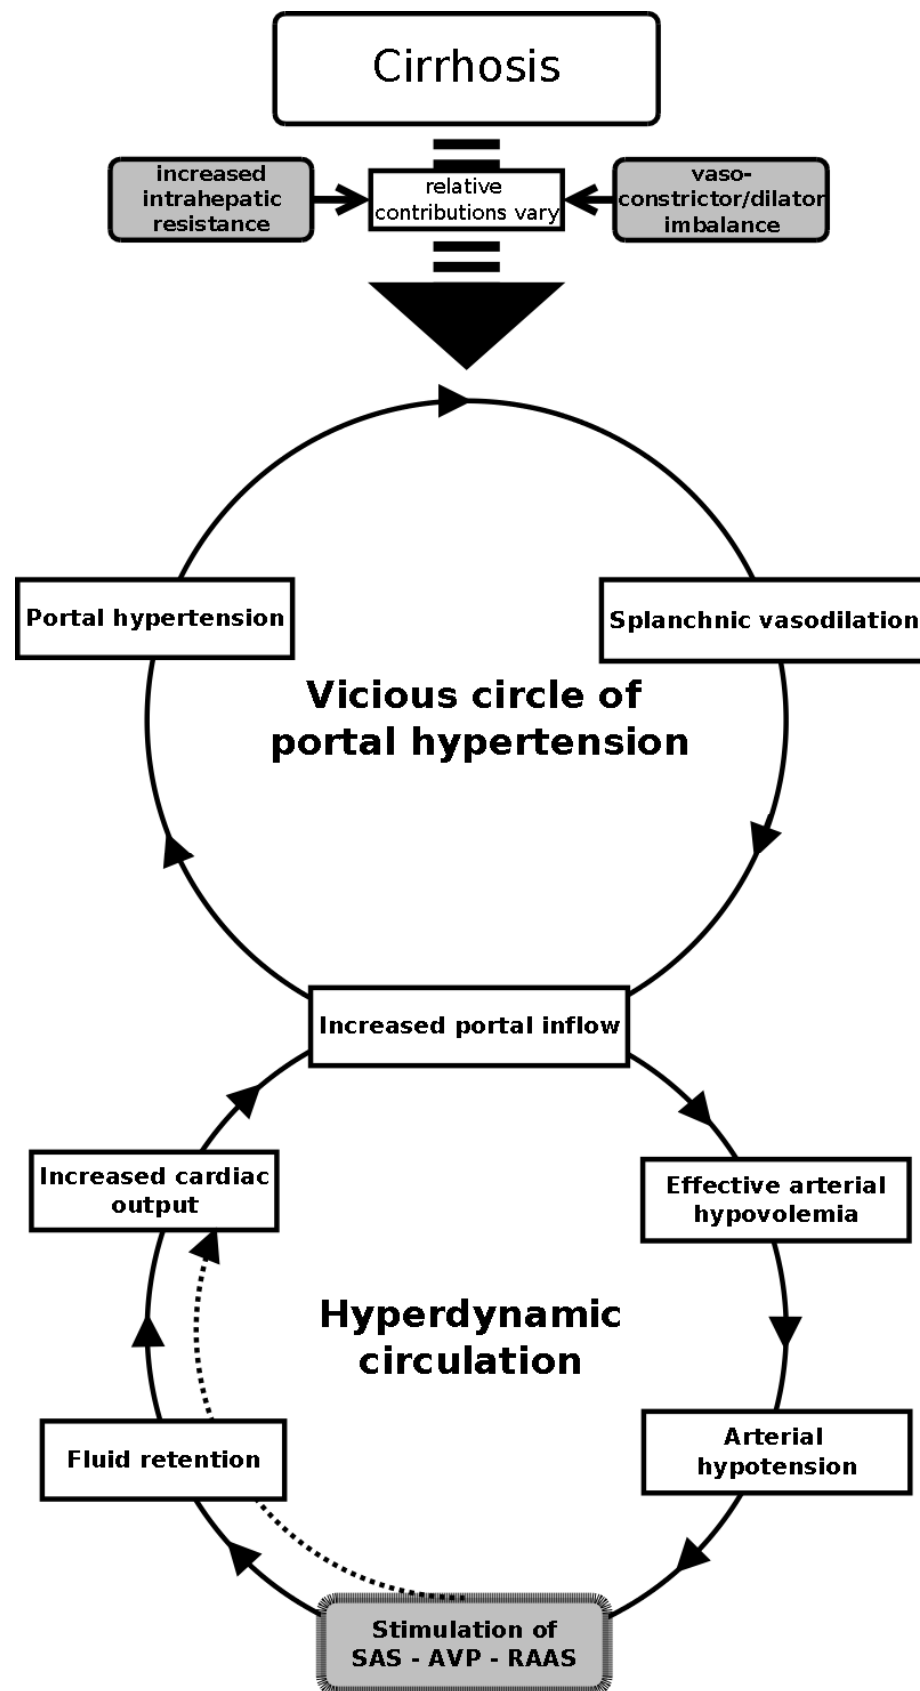 Cirrhosis
increased
intrahepatic
resistance
relative
contributions vary
vaso-
constrictor/dilator
imbalance
Portal hypertension
Splanchnic vasodilation
Vicious circle of
portal hypertension
Increased portal inflow
Increased cardiac
output
Effective arterial
hypovolemia
Hyperdynamic
circulation
Fluid retention
Arterial
hypotension
Stimulation of
SAS - AVP - RAAS